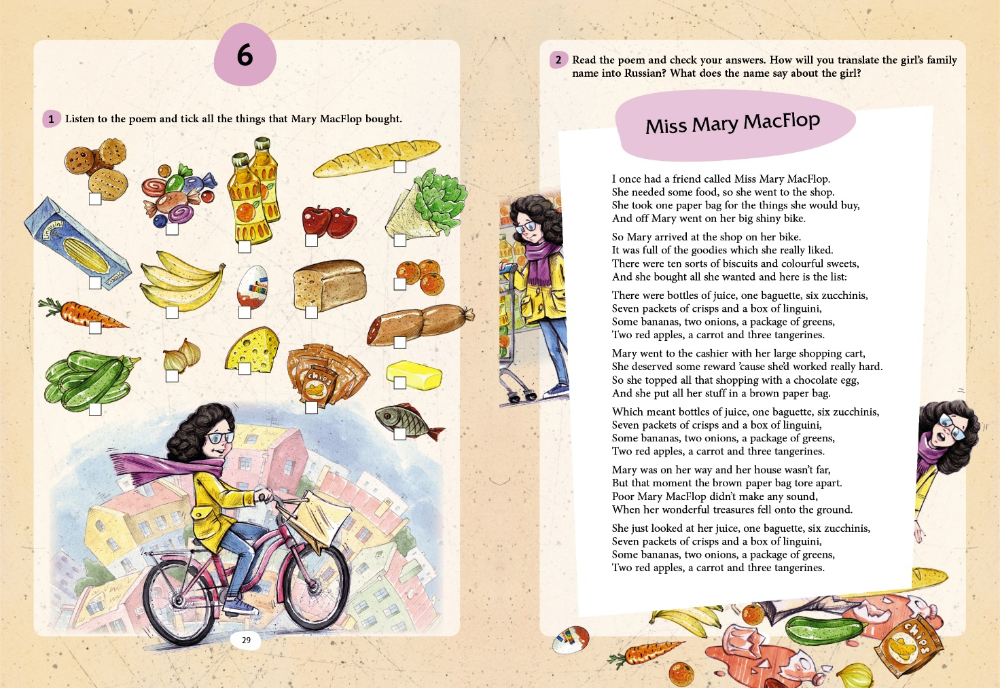 6
1 Listen to the poem and tick all the things that Mary MacFlop bought.
Linguini
Classic
chips
29
2 Read the poem and check your answers. How will you translate the girl's family
name into Russian? What does the name say about the girl?
Miss Mary MacFlop
I once had a friend called Miss Mary MacFlop.
She needed some food, so she went to the shop.
She took one paper bag for the things she would buy,
And off Mary went on her big shiny bike.
So Mary arrived at the shop on her bike.
It was full of the goodies which she really liked.
There were ten sorts of biscuits and colourful sweets,
And she bought all she wanted and here is the list:
There were bottles of juice, one baguette, six zucchinis,
Seven packets of crisps and a box of linguini,
Some bananas, two onions, a package of greens,
Two red apples, a carrot and three tangerines.
Mary went to the cashier with her large shopping cart,
She deserved some reward 'cause she'd worked really hard.
So she topped all that shopping with a chocolate egg,
And she put all her stuff in a brown paper bag.
Which meant bottles of juice, one baguette, six zucchinis,
Seven packets of crisps and a box of linguini,
Some bananas, two onions, a package of greens,
Two red apples, a carrot and three tangerines.
Mary was on her way and her house wasn't far,
But that moment the brown paper bag tore apart.
Poor Mary MacFlop didn't make any sound,
When her wonderful treasures fell onto the ground.
She just looked at her juice, one baguette, six zucchinis,
Seven packets of crisps and a box of linguini,
Some bananas, two onions, a package of greens,
Two red apples, a carrot and three tangerines.
chips